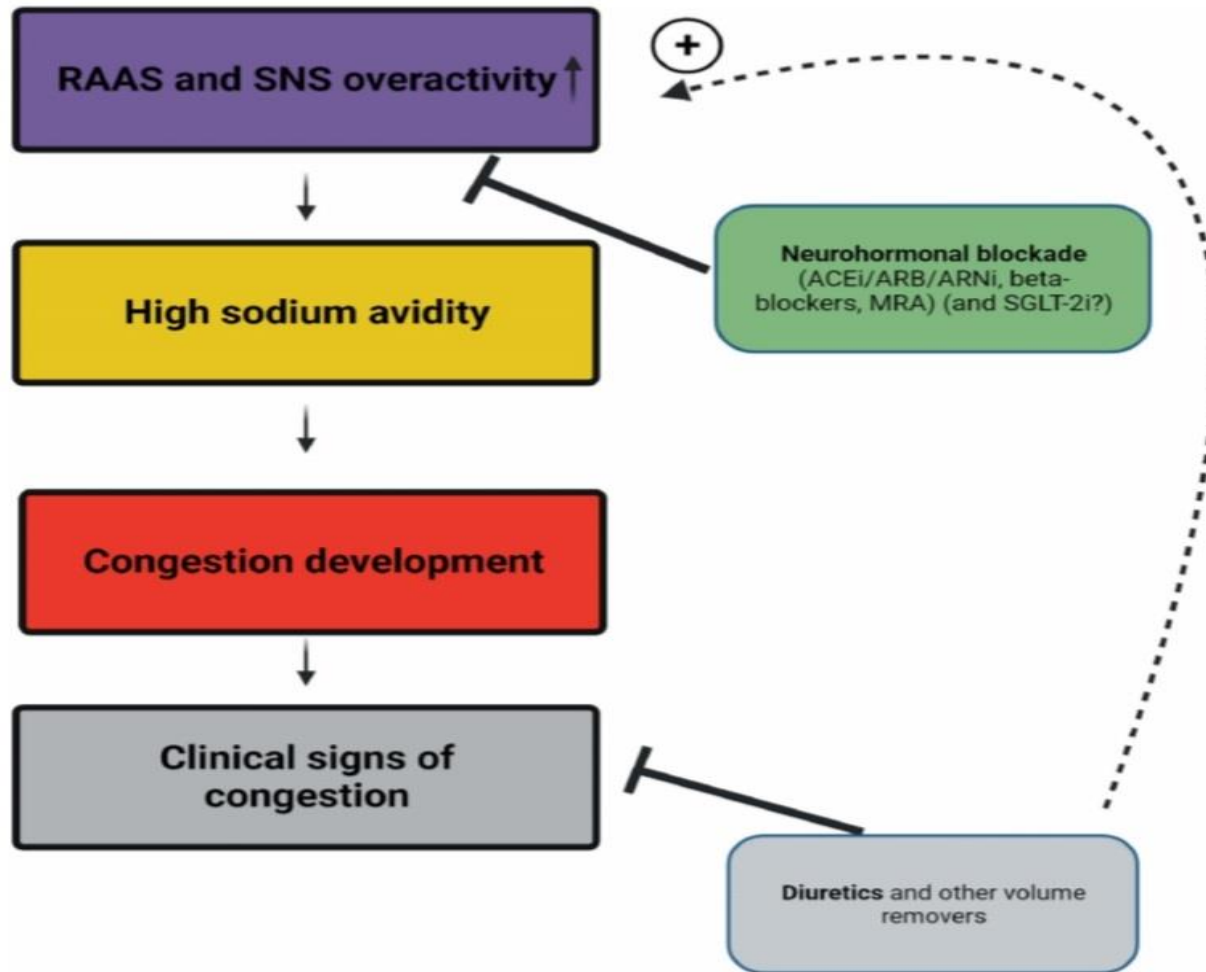 RAAS and SNS overactivity
+
High sodium avidity
Neurohormonal blockade
(ACEi/ARB/ARNi, beta-
blockers, MRA) (and SGLT-2i?)
Congestion development
Clinical signs of
congestion
Diuretics and other volume
removers